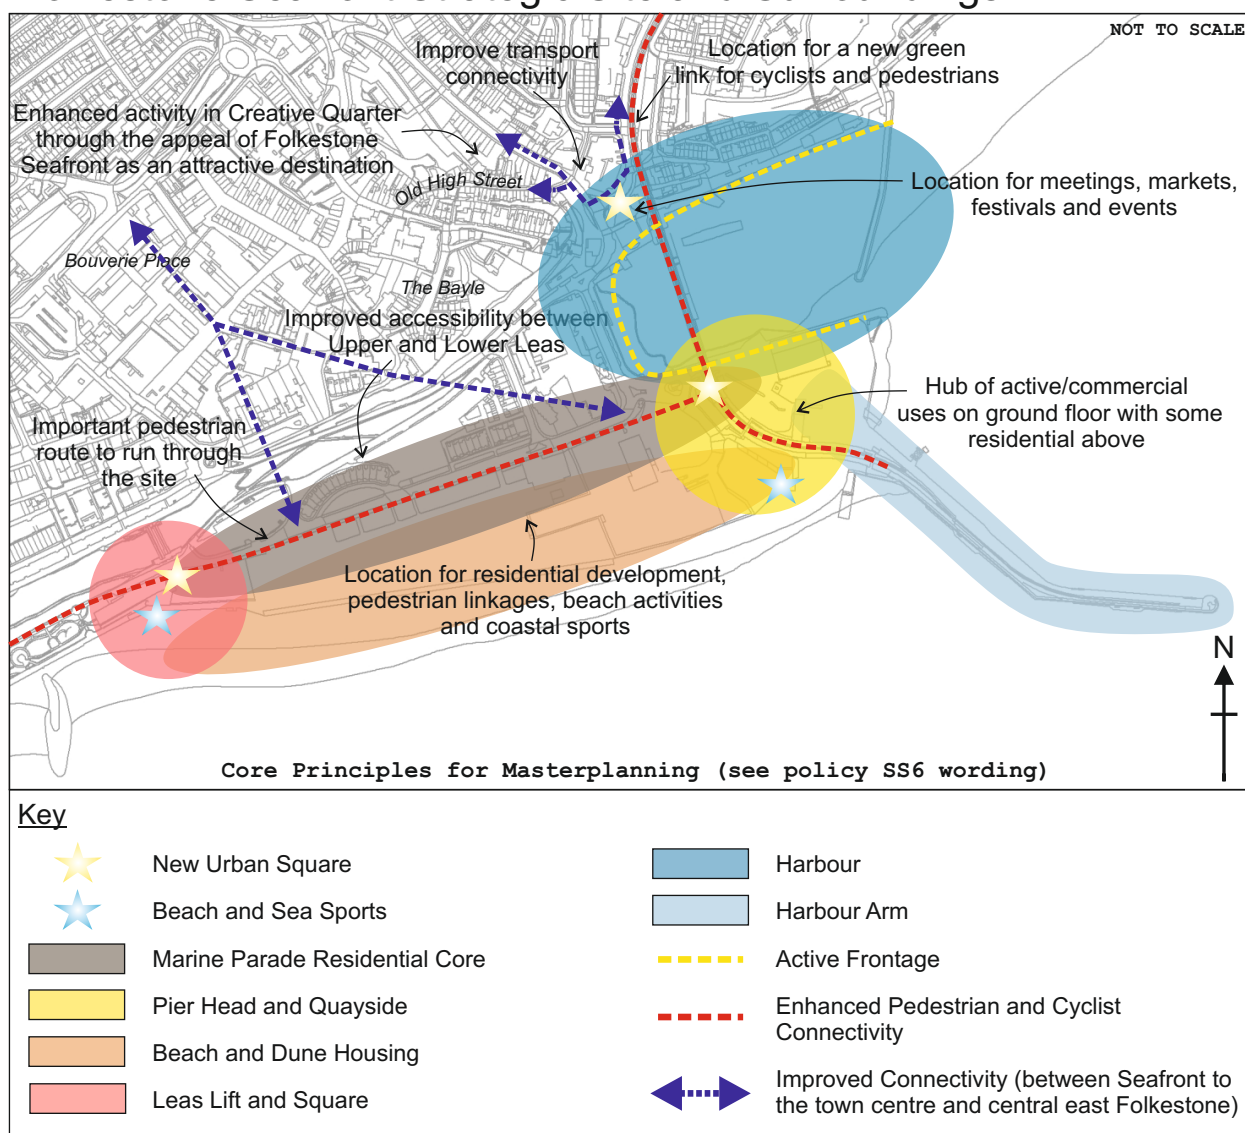 NOT TO SCALE
Improve transport
connectivity
Location for a new green
link for cyclists and pedestrians
Enhanced activity in Creative Quarter
through the appeal of Folkestone
Seafront as an attractive destination
Old High Street
Location for meetings, markets,
festivals and events
Bouverie Place
The Bayle
Improved accessibility between
Upper and Lower Leas
Hub of active/commercial
uses on ground floor with some
residential above
Important pedestrian
route to run through
the site
Location for residential development,
pedestrian linkages, beach activities
and coastal sports
N
Core Principles for Masterplanning (see policy SS6 wording)
Key
New Urban Square
Beach and Sea Sports
Marine Parade Residential Core
Pier Head and Quayside
Beach and Dune Housing
Leas Lift and Square
Harbour
Harbour Arm
Active Frontage
Enhanced Pedestrian and Cyclist
Connectivity
Improved Connectivity (between Seafront to
the town centre and central east Folkestone)